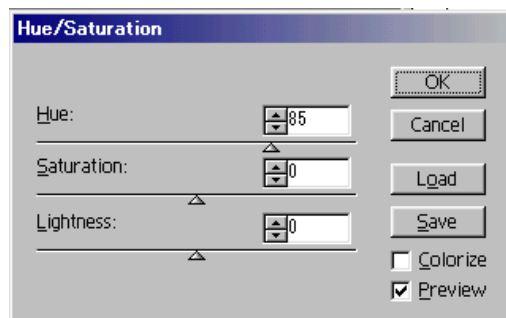 Hue/Saturation
OK
Hue:
85
Cancel
Saturation:
0
Load
Lightness:
0
Save
Colorize
Preview